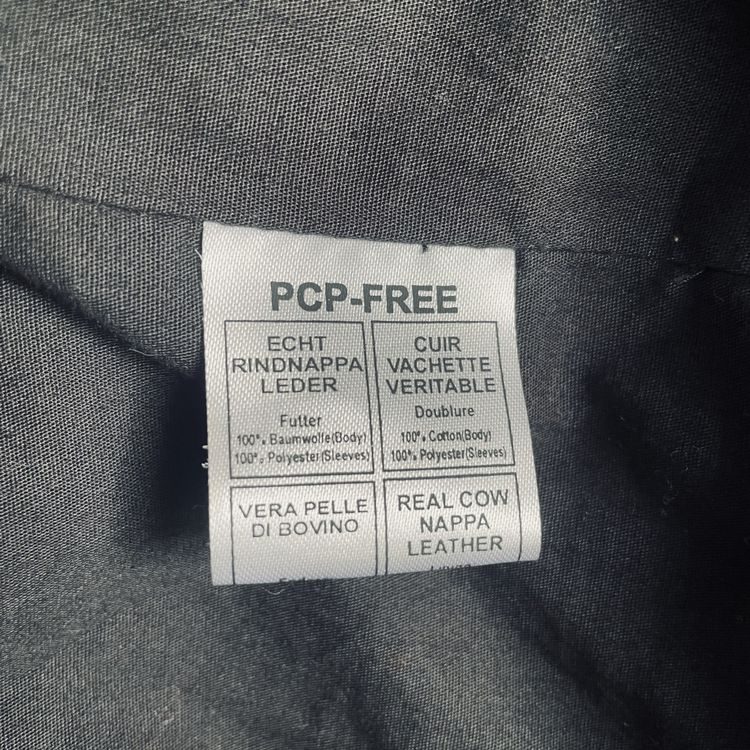 PCP-FREE
ECHT
RINDNAPPA
LEDER
Futter
100% Baumwolle(Body)
100% Polyester(Sleeves)
CUIR
VACHETTE
VERITABLE
Doublure
100% Cotton(Body)
100% Polyester(Sleeves)
VERA PELLE
DI BOVINO
REAL COW
NAPPA
LEATHER